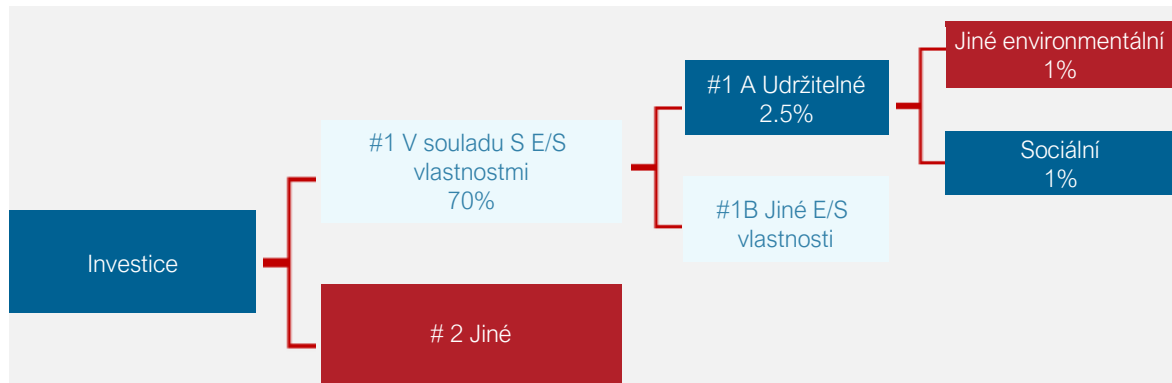 Investice
#1 V souladu S E/S
vlastnostmi
70%
# 2 Jiné
#1 A Udržitelné
2.5%
#1B Jiné E/S
vlastnosti
Jiné environmentální
1%
Sociální
1%